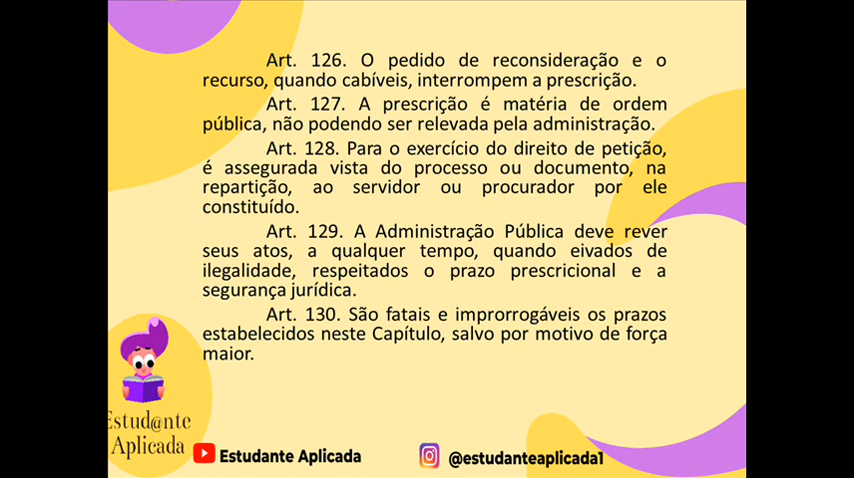 Art. 126. O pedido de reconsideração e o
recurso, quando cabíveis, interrompem a prescrição.
Art. 127. A prescrição é matéria de ordem
pública, não podendo ser relevada pela administração.
Art. 128. Para o exercício do direito de petição,
é assegurada vista do processo ou documento, na
repartição, ao servidor ou procurador por ele
constituído.
Art. 129. A Administração Pública deve rever
seus atos, a qualquer tempo, quando eivados de
ilegalidade, respeitados o prazo prescricional e a
segurança jurídica.
Art. 130. São fatais e improrrogáveis os prazos
estabelecidos neste Capítulo, salvo por motivo de força
maior.
Estud@nte
Aplicada
Estudante Aplicada
@estudanteaplicada1